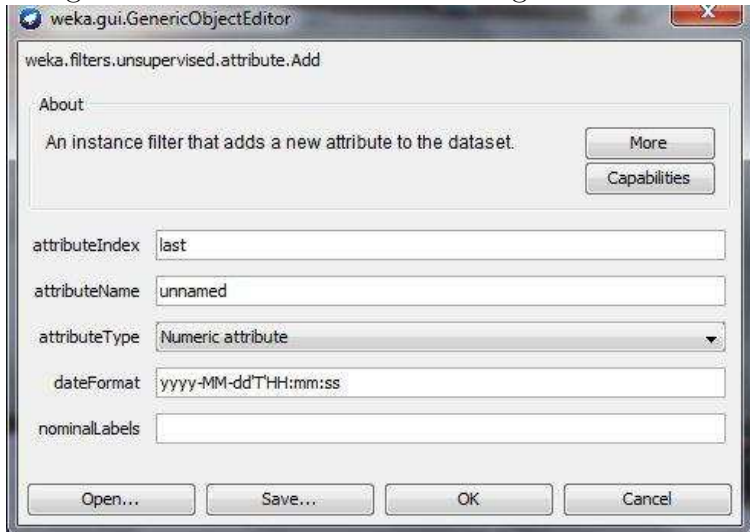 weka.gui.GenericObjectEditor
weka.filters.unsupervised.attribute.Add
About
An instance filter that adds a new attribute to the dataset.
More
Capabilities
attributeIndex last
attributeName unnamed
attributeType Numeric attribute
dateFormat yyyy-MM-dd'T'HH:mm:ss
nominalLabels
Open... Save... OK Cancel